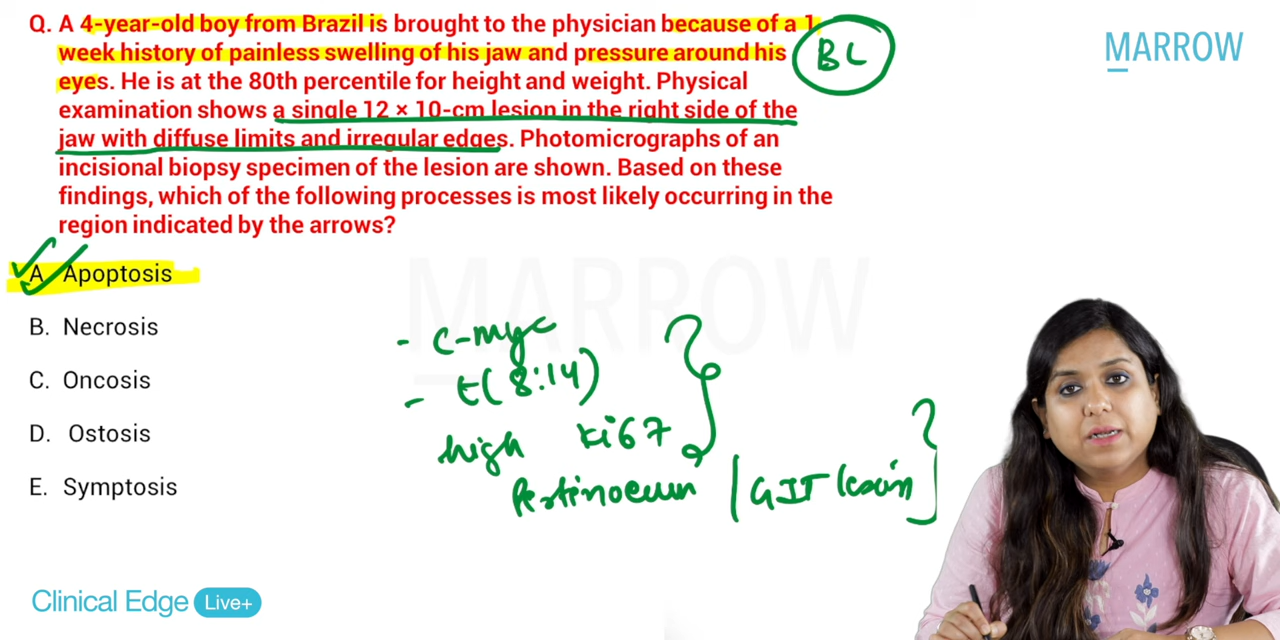 Q. A 4-year-old boy from Brazil is brought to the physician because of a 1
week history of painless swelling of his jaw and pressure around his
eyes. He is at the 80th percentile for height and weight. Physical
examination shows a single 12 × 10-cm lesion in the right side of the
jaw with diffuse limits and irregular edges. Photomicrographs of an
incisional biopsy specimen of the lesion are shown. Based on these
findings, which of the following processes is most likely occurring in the
region indicated by the arrows?
BL
MARROW
A Apoptosis
B. Necrosis
C. Oncosis
D. Ostosis
E. Symptosis
MARROW
- c-myc
- t(8:14)
high Ki67
GIT lesion
Clinical Edge Live+